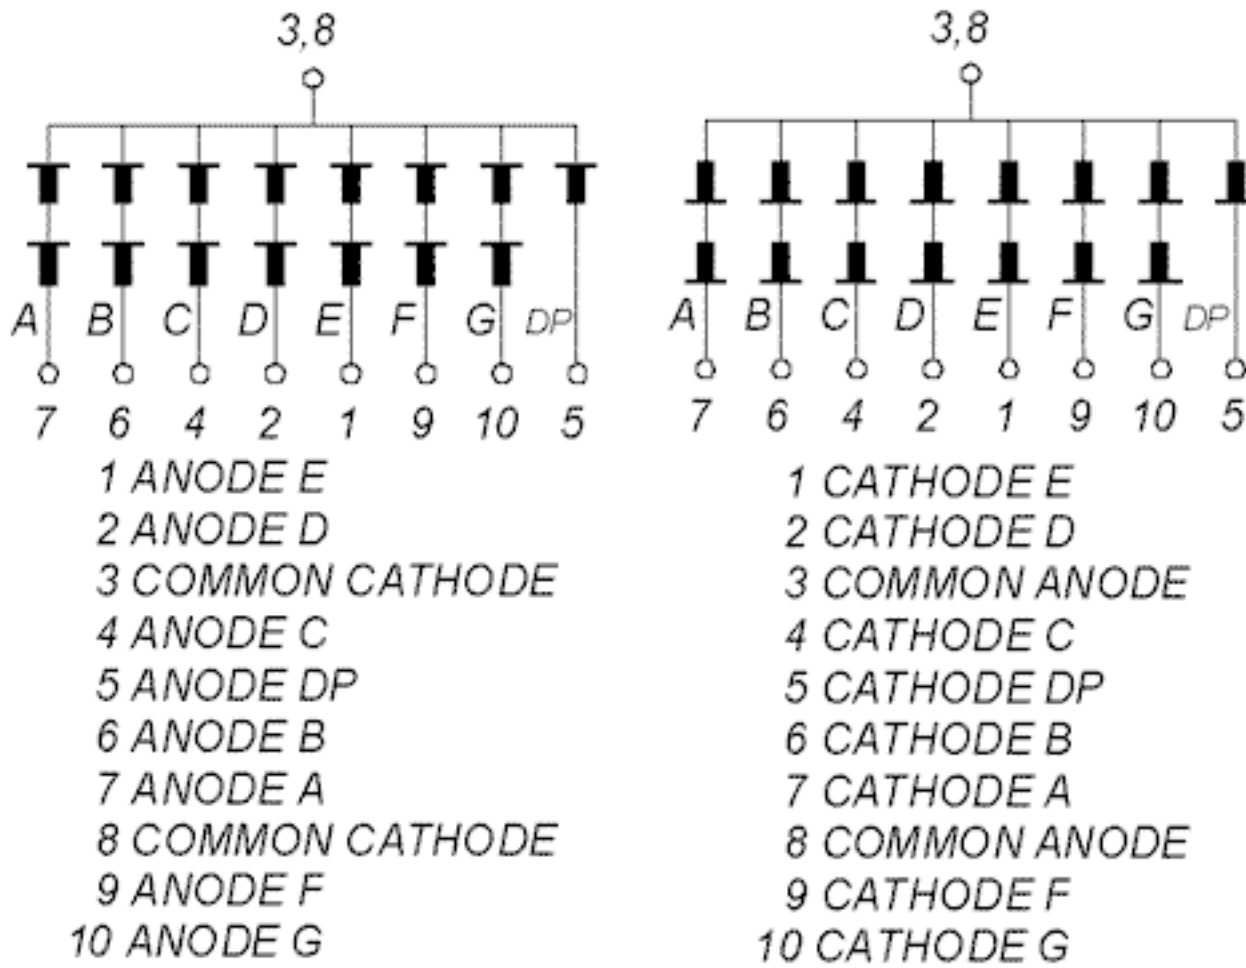 3,8
A B C D E F G DP
7 6 4 2 1 9 10 5
1 ANODE E
2 ANODE D
3 COMMON CATHODE
4 ANODE C
5 ANODE DP
6 ANODE B
7 ANODE A
8 COMMON CATHODE
9 ANODE F
10 ANODE G
3,8
A B C D E F G DP
7 6 4 2 1 9 10 5
1 CATHODE E
2 CATHODE D
3 COMMON ANODE
4 CATHODE C
5 CATHODE DP
6 CATHODE B
7 CATHODE A
8 COMMON ANODE
9 CATHODE F
10 CATHODE G